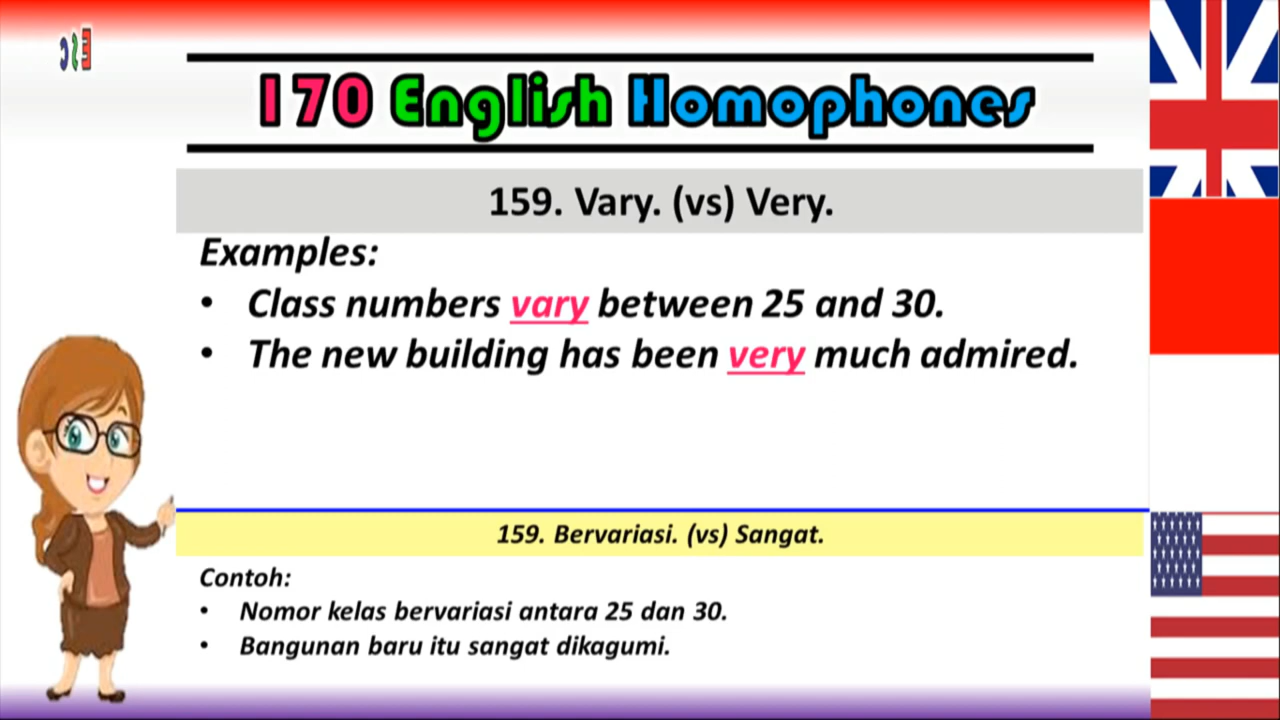 170 English Homophones
159. Vary. (vs) Very.
Examples:
• Class numbers vary between 25 and 30.
• The new building has been very much admired.
159. Bervariasi. (vs) Sangat.
Contoh:
• Nomor kelas bervariasi antara 25 dan 30.
• Bangunan baru itu sangat dikagumi.